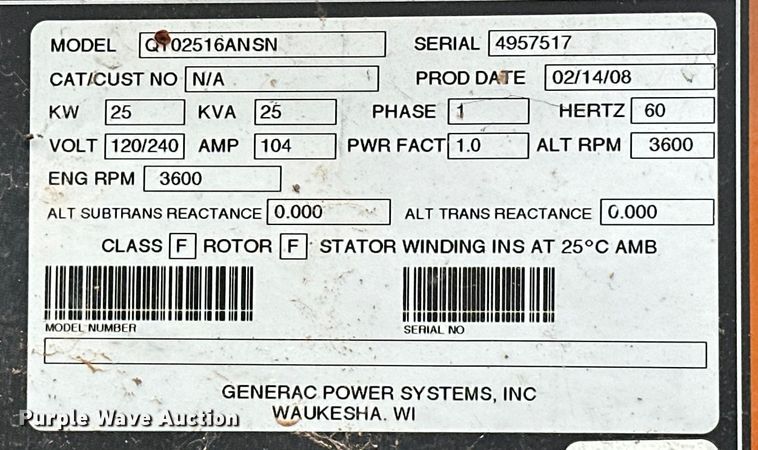 MODEL QT02516ANSN SERIAL 4957517
CAT/CUST NO N/A PROD DATE 02/14/08
KW 25 KVA 25 PHASE 1 HERTZ 60
VOLT 120/240 AMP 104 PWR FACT 1.0 ALT RPM 3600
ENG RPM 3600
ALT SUBTRANS REACTANCE 0.000 ALT TRANS REACTANCE 0.000
CLASS F ROTOR F STATOR WINDING INS AT 25°C AMB
MODEL NUMBER SERIAL NO
GENERAC POWER SYSTEMS, INC
WAUKESHA. WI
Purple Wave Auction